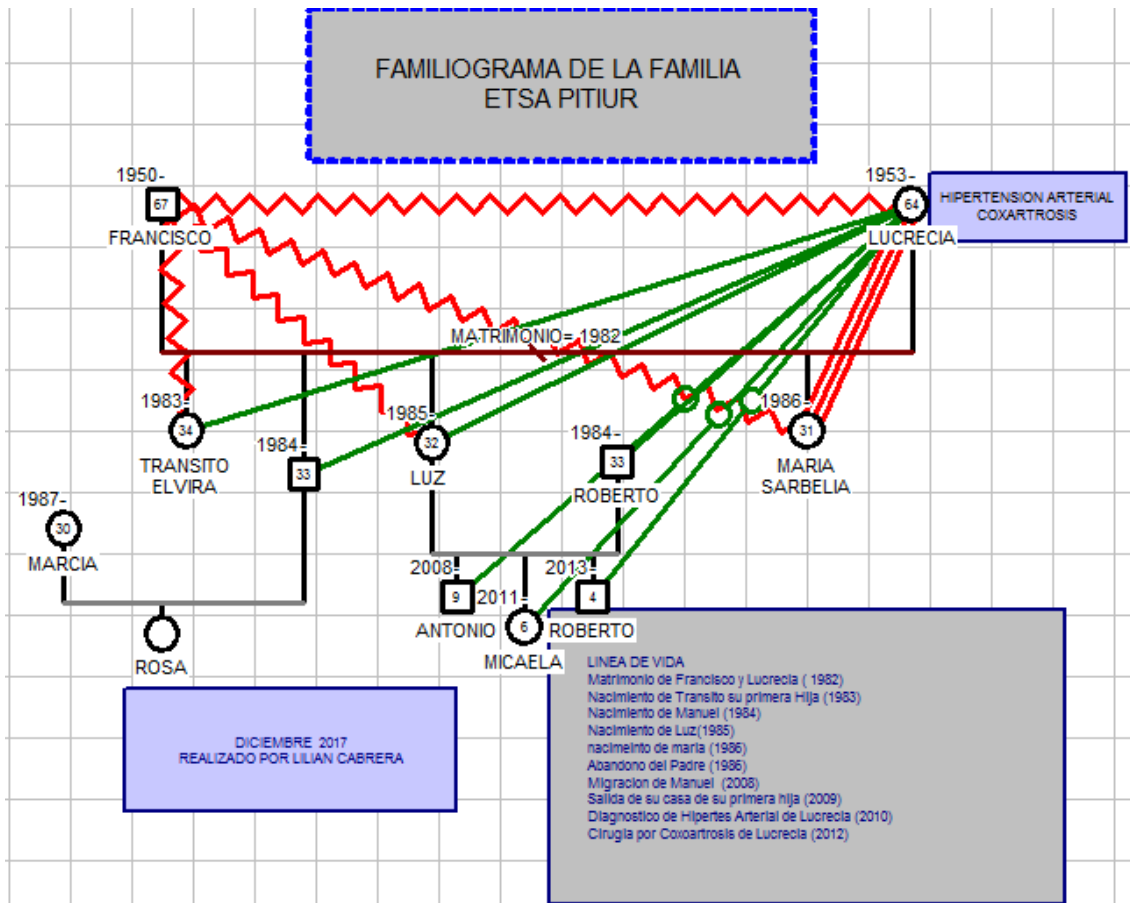 FAMILIOGRAMA DE LA FAMILIA
ETSA PITIUR
1950-
67
FRANCISCO
1953-
64
LUCRECIA
HIPERTENSION ARTERIAL
COXARTROSIS
MATRIMONIO= 1982
1983-
34
TRANSITO
ELVIRA
1984-
33
1985-
32
LUZ
1984-
33
ROBERTO
1986-
31
MARIA
SARBELIA
1987-
30
MARCIA
ROSA
2008-
9
ANTONIO
2011-
6
MICAELA
2013-
4
ROBERTO
DICIEMBRE 2017
REALIZADO POR LILIAN CABRERA
LINEA DE VIDA
Matrimonio de Francisco y Lucrecia ( 1982)
Nacimiento de Transito su primera Hija (1983)
Nacimiento de Manuel (1984)
Nacimiento de Luz(1985)
nacimeinto de maria (1986)
Abandono del Padre (1986)
Migracion de Manuel (2008)
Salida de su casa de su primera hija (2009)
Diagnostico de Hipertes Arterial de Lucrecia (2010)
Cirugia por Coxoartrosis de Lucrecia (2012)